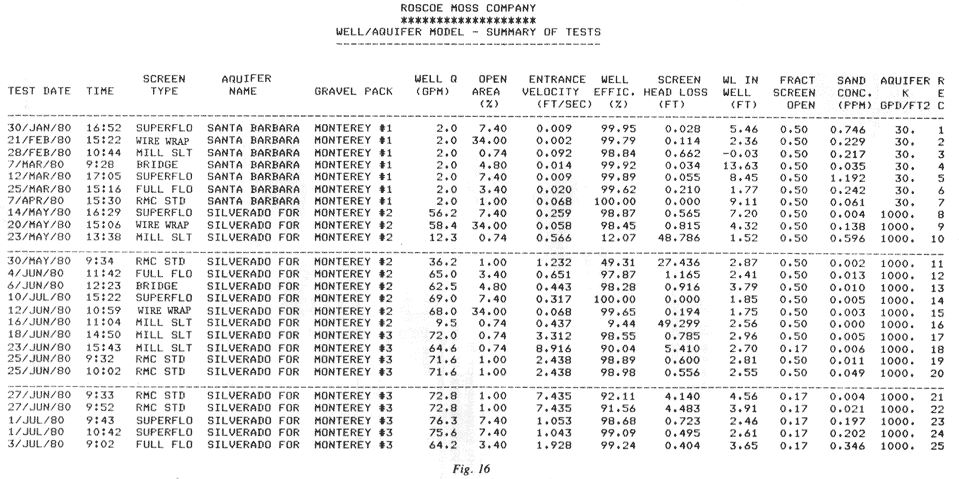 ROSCOE MOSS COMPANY
*******************
WELL/AQUIFER MODEL - SUMMARY OF TESTS
SCREEN AQUIFER WELL Q OPEN ENTRANCE WELL SCREEN WL IN FRACT SAND AQUIFER R
TEST DATE TIME TYPE NAME GRAVEL PACK (GPM) AREA VELOCITY EFFIC. HEAD LOSS WELL SCREEN CONC. K E
(%) (FT/SEC) (%) (FT) (FT) OPEN (PPM) GPD/FT2 C
30/JAN/80 16:52 SUPERFLO SANTA BARBARA MONTEREY #1 2.0 7.40 0.009 99.95 0.028 5.46 0.50 0.746 30. 1
21/FEB/80 15:22 WIRE WRAP SANTA BARBARA MONTEREY #1 2.0 34.00 0.002 99.79 0.114 2.36 0.50 0.229 30. 2
28/FEB/80 10:44 MILL SLT SANTA BARBARA MONTEREY #1 2.0 0.74 0.092 98.84 0.662 -0.03 0.50 0.217 30. 3
7/MAR/80 9:28 BRIDGE SANTA BARBARA MONTEREY #1 2.0 4.80 0.014 99.92 0.034 13.63 0.50 0.035 30. 4
12/MAR/80 17:05 SUPERFLO SANTA BARBARA MONTEREY #1 2.0 7.40 0.009 99.89 0.055 8.45 0.50 1.192 30. 5
25/MAR/80 15:16 FULL FLO SANTA BARBARA MONTEREY #1 2.0 3.40 0.020 99.62 0.210 1.77 0.50 0.242 30. 6
7/APR/80 15:30 RMC STD SANTA BARBARA MONTEREY #1 2.0 1.00 0.068 100.00 0.000 9.11 0.50 0.061 30. 7
14/MAY/80 16:29 SUPERFLO SILVERADO FOR MONTEREY #2 56.2 7.40 0.259 98.87 0.565 7.20 0.50 0.004 1000. 8
20/MAY/80 15:06 WIRE WRAP SILVERADO FOR MONTEREY #2 58.4 34.00 0.058 98.45 0.815 4.32 0.50 0.138 1000. 9
23/MAY/80 13:38 MILL SLT SILVERADO FOR MONTEREY #2 12.3 0.74 0.566 12.07 48.786 1.52 0.50 0.596 1000. 10
30/MAY/80 9:34 RMC STD SILVERADO FOR MONTEREY #2 36.2 1.00 1.232 49.31 27.436 2.87 0.50 0.002 1000. 11
4/JUN/80 11:42 FULL FLO SILVERADO FOR MONTEREY #2 65.0 3.40 0.651 97.87 1.165 2.41 0.50 0.013 1000. 12
6/JUN/80 12:23 BRIDGE SILVERADO FOR MONTEREY #2 62.5 4.80 0.443 98.28 0.916 3.79 0.50 0.010 1000. 13
10/JUL/80 15:22 SUPERFLO SILVERADO FOR MONTEREY #2 69.0 7.40 0.317 100.00 0.000 1.85 0.50 0.005 1000. 14
12/JUN/80 10:59 WIRE WRAP SILVERADO FOR MONTEREY #2 68.0 34.00 0.068 99.65 0.194 1.75 0.50 0.003 1000. 15
16/JUN/80 11:04 MILL SLT SILVERADO FOR MONTEREY #2 9.5 0.74 0.437 9.44 49.299 2.56 0.50 0.000 1000. 16
18/JUN/80 14:50 MILL SLT SILVERADO FOR MONTEREY #3 72.0 0.74 3.312 98.55 0.785 2.96 0.50 0.005 1000. 17
23/JUN/80 15:43 MILL SLT SILVERADO FOR MONTEREY #3 64.6 0.74 8.916 90.04 5.410 2.70 0.17 0.006 1000. 18
25/JUN/80 9:32 RMC STD SILVERADO FOR MONTEREY #3 71.6 1.00 2.438 98.89 0.600 2.81 0.50 0.011 1000. 19
25/JUN/80 10:02 RMC STD SILVERADO FOR MONTEREY #3 71.6 1.00 2.438 98.98 0.556 2.55 0.50 0.049 1000. 20
27/JUN/80 9:33 RMC STD SILVERADO FOR MONTEREY #3 72.8 1.00 7.435 92.11 4.140 4.56 0.17 0.004 1000. 21
27/JUN/80 9:52 RMC STD SILVERADO FOR MONTEREY #3 72.8 1.00 7.435 91.56 4.483 3.91 0.17 0.021 1000. 22
1/JUL/80 9:43 SUPERFLO SILVERADO FOR MONTEREY #3 76.3 7.40 1.053 98.68 0.723 2.46 0.17 0.197 1000. 23
1/JUL/80 10:42 SUPERFLO SILVERADO FOR MONTEREY #3 75.6 7.40 1.043 99.09 0.495 2.61 0.17 0.202 1000. 24
3/JUL/80 9:02 FULL FLO SILVERADO FOR MONTEREY #3 64.2 3.40 1.928 99.24 0.404 3.65 0.17 0.346 1000. 25
Fig. 16